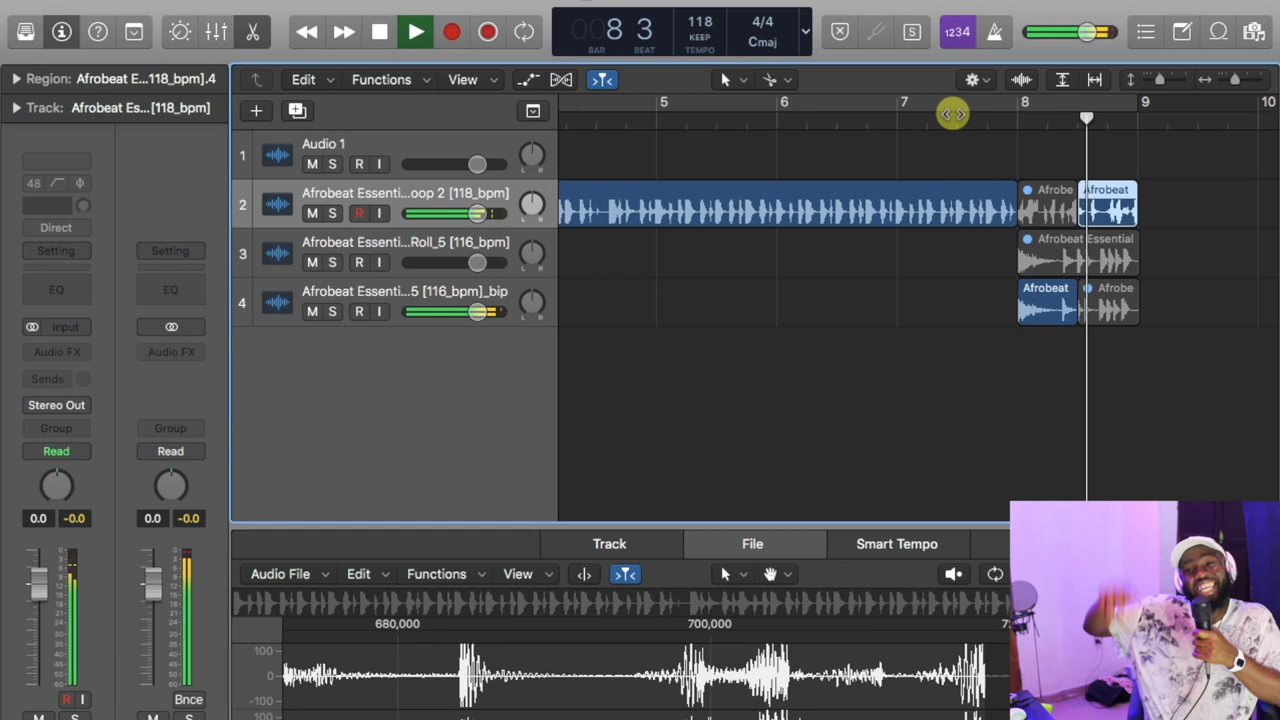 008 3
BAR BEAT
118
KEEP
TEMPO
4/4
Cmaj
S
1234
Region: Afrobeat E...118_bpm].4
Track: Afrobeat Es...[118_bpm]
Edit Functions View
5 6 7 8 9 10
48
Direct
Setting Setting
EQ EQ
Input
Audio FX Audio FX
Sends
Stereo Out
Group Group
Read Read
0.0 -0.0 0.0 -0.0
R I Bnce
M S M S
1 Audio 1
M S R I L R
2 Afrobeat Essenti...oop 2 [118_bpm]
M S R I L R
3 Afrobeat Essenti...Roll_5 [116_bpm]
M S R I L R
4 Afrobeat Essenti...5 [116_bpm]_bip
M S R I L R
Afrobe Afrobeat
Afrobeat Essential
Afrobeat Afrobe
Track File Smart Tempo
Audio File Edit Functions View
680,000 700,000
100
0
-100
100